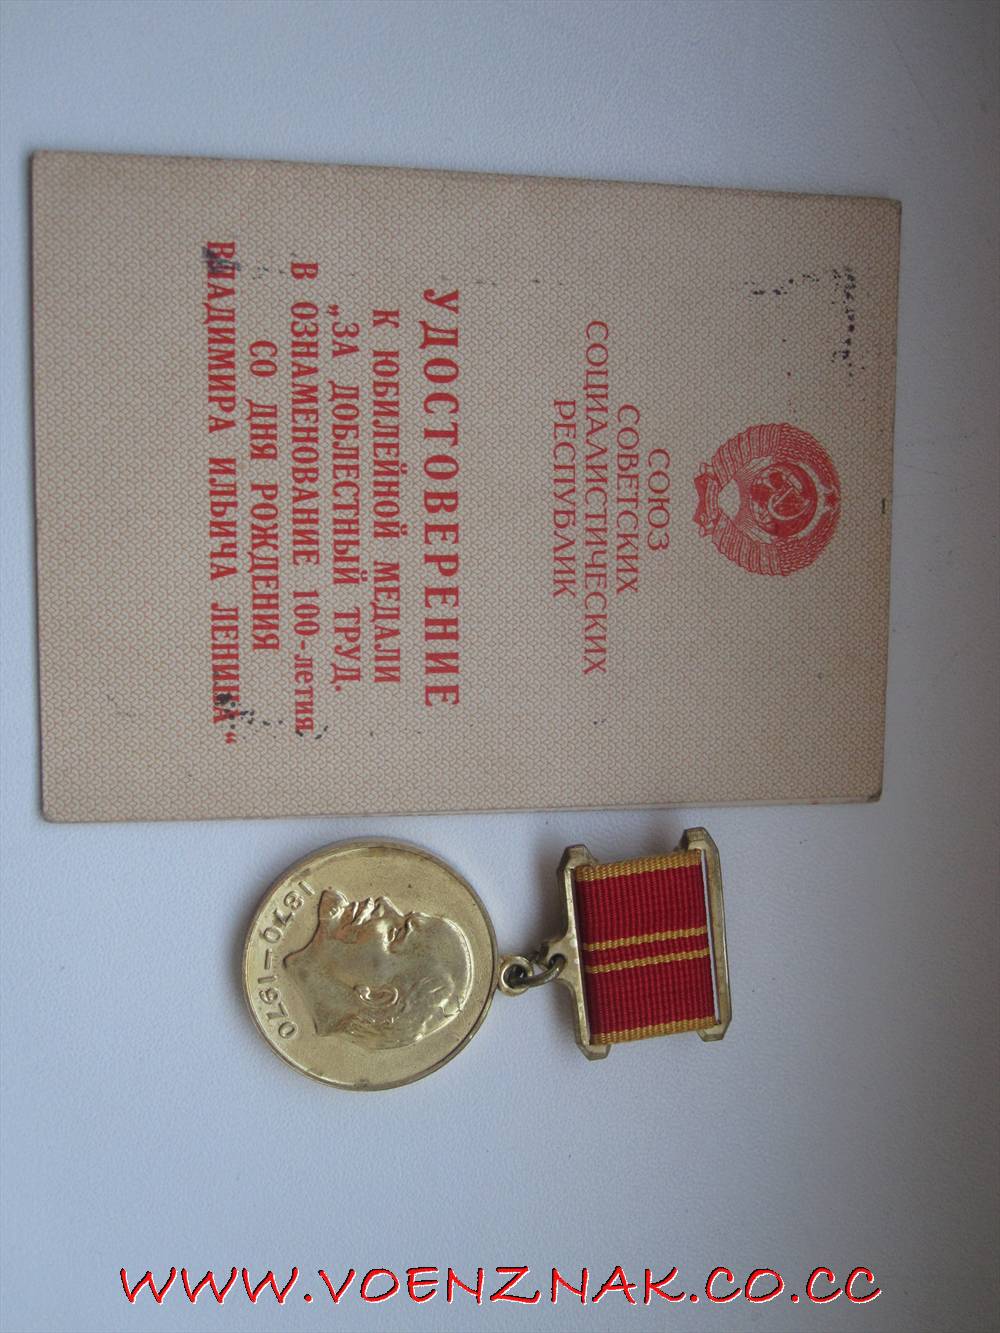 СОЮЗ
СОВЕТСКИХ
СОЦИАЛИСТИЧЕСКИХ
РЕСПУБЛИК
УДОСТОВЕРЕНИЕ
К ЮБИЛЕЙНОЙ МЕДАЛИ
„ЗА ДОБЛЕСТНЫЙ ТРУД.
В ОЗНАМЕНОВАНИЕ 100-летия
СО ДНЯ РОЖДЕНИЯ
ВЛАДИМИРА ИЛЬИЧА ЛЕНИНА“
1870–1970
WWW.VOENZNAK.CO.CC